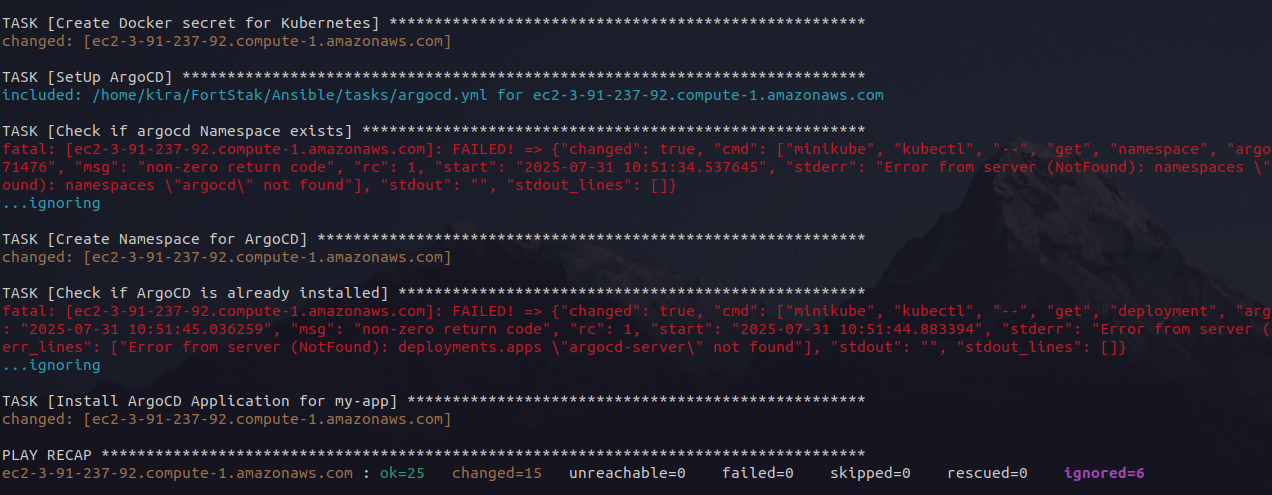 TASK [Create Docker secret for Kubernetes] *****************************************************
changed: [ec2-3-91-237-92.compute-1.amazonaws.com]
TASK [SetUp ArgoCD] ****************************************************************************
included: /home/kira/FortStak/Ansible/tasks/argocd.yml for ec2-3-91-237-92.compute-1.amazonaws.com
TASK [Check if argocd Namespace exists] ********************************************************
fatal: [ec2-3-91-237-92.compute-1.amazonaws.com]: FAILED! => {"changed": true, "cmd": ["minikube", "kubectl", "--", "get", "namespace", "argo
71476", "msg": "non-zero return code", "rc": 1, "start": "2025-07-31 10:51:34.537645", "stderr": "Error from server (NotFound): namespaces \"
ound): namespaces \"argocd\" not found"], "stdout": "", "stdout_lines": []}
...ignoring
TASK [Create Namespace for ArgoCD] *************************************************************
changed: [ec2-3-91-237-92.compute-1.amazonaws.com]
TASK [Check if ArgoCD is already installed] ****************************************************
fatal: [ec2-3-91-237-92.compute-1.amazonaws.com]: FAILED! => {"changed": true, "cmd": ["minikube", "kubectl", "--", "get", "deployment", "arg
: "2025-07-31 10:51:45.036259", "msg": "non-zero return code", "rc": 1, "start": "2025-07-31 10:51:44.883394", "stderr": "Error from server (
err_lines": ["Error from server (NotFound): deployments.apps \"argocd-server\" not found"], "stdout": "", "stdout_lines": []}
...ignoring
TASK [Install ArgoCD Application for my-app] ***************************************************
changed: [ec2-3-91-237-92.compute-1.amazonaws.com]
PLAY RECAP *************************************************************************************
ec2-3-91-237-92.compute-1.amazonaws.com : ok=25 changed=15 unreachable=0 failed=0 skipped=0 rescued=0 ignored=6